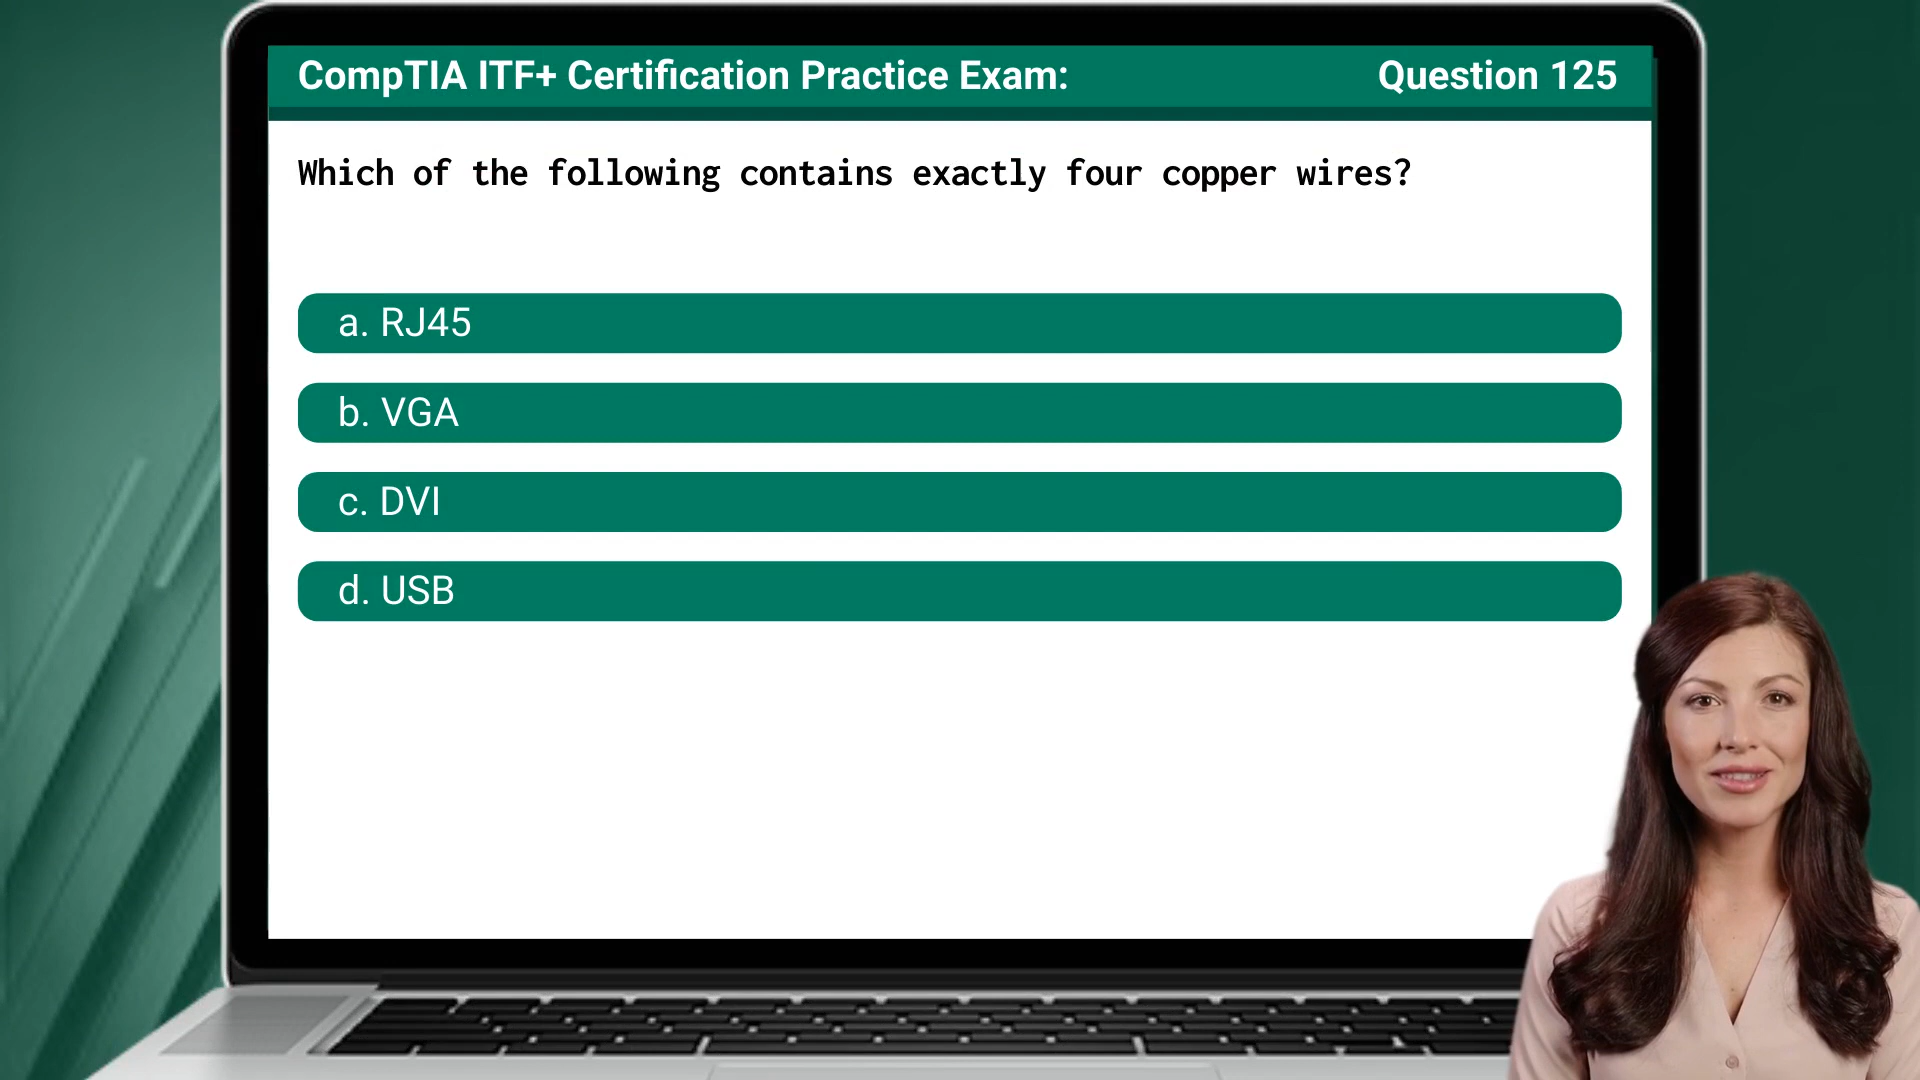 CompTIA ITF+ Certification Practice Exam: Question 125
Which of the following contains exactly four copper wires?
a. RJ45
b. VGA
c. DVI
d. USB